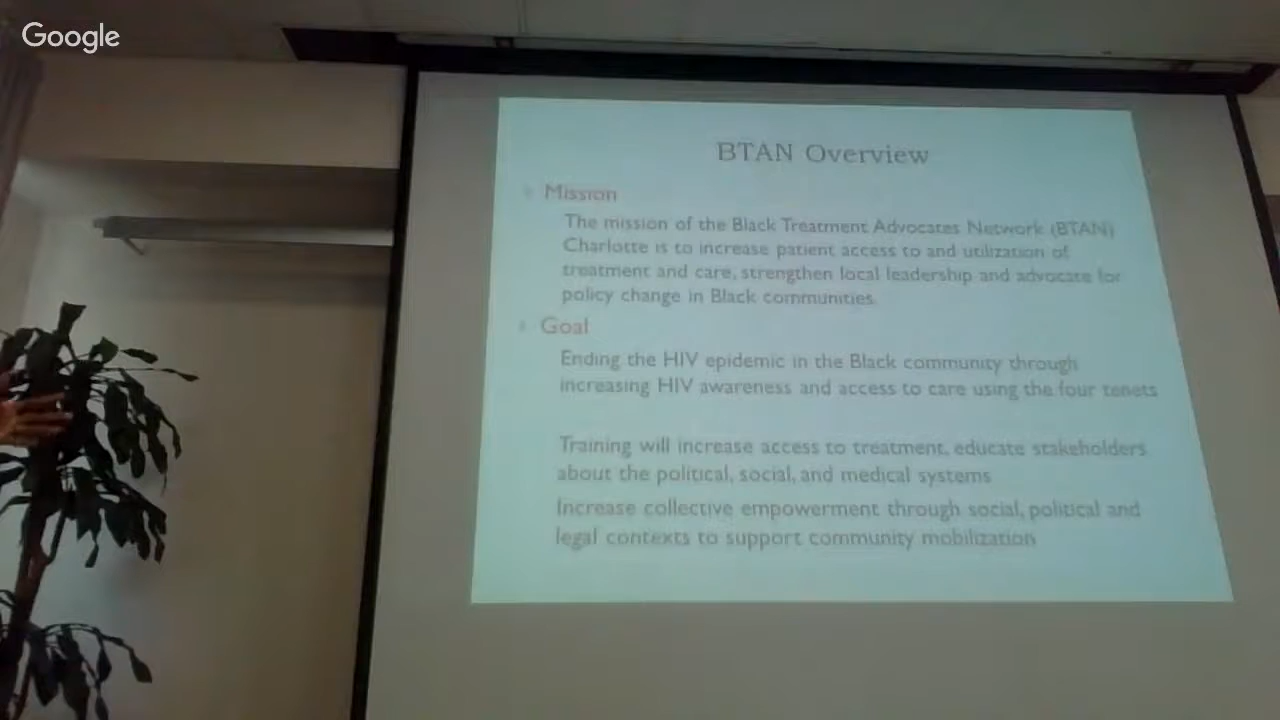 Google
BTAN Overview
Mission
The mission of the Black Treatment Advocates Network (BTAN)
Charlotte is to increase patient access to and utilization of
treatment and care, strengthen local leadership and advocate for
policy change in Black communities.
Goal
Ending the HIV epidemic in the Black community through
increasing HIV awareness and access to care using the four tenets
Training will increase access to treatment, educate stakeholders
about the political, social, and medical systems
Increase collective empowerment through social, political and
legal contexts to support community mobilization